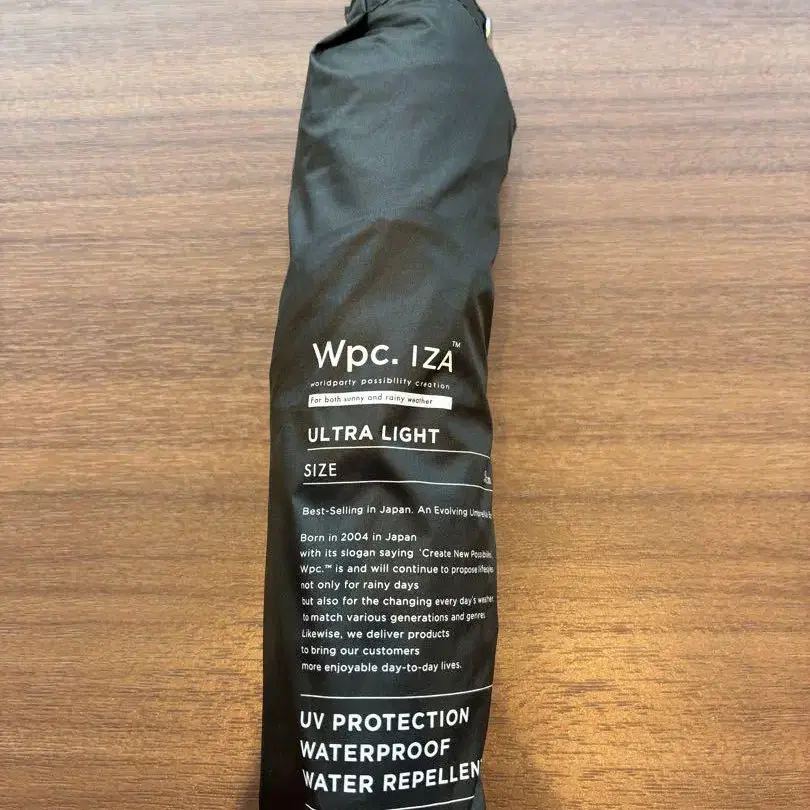 Wpc. IZA™
worldparty possibility creation
For both sunny and rainy weather
ULTRA LIGHT
SIZE
Best-Selling in Japan. An Evolving Umbrella
Born in 2004 in Japan
with its slogan saying 'Create New
Wpc.™ is and will continue to propose lifestyles
not only for rainy days
but also for the changing every day's weather
to match various generations and genres
Likewise, we deliver products
to bring our customers
more enjoyable day-to-day lives.
UV PROTECTION
WATERPROOF
WATER REPELLEN